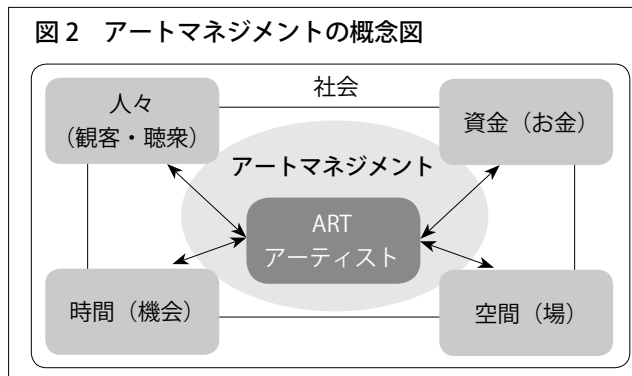 図2 アートマネジメントの概念図
社会
人々
（観客・聴衆）
資金（お金）
アートマネジメント
ART
アーティスト
時間（機会）
空間（場）